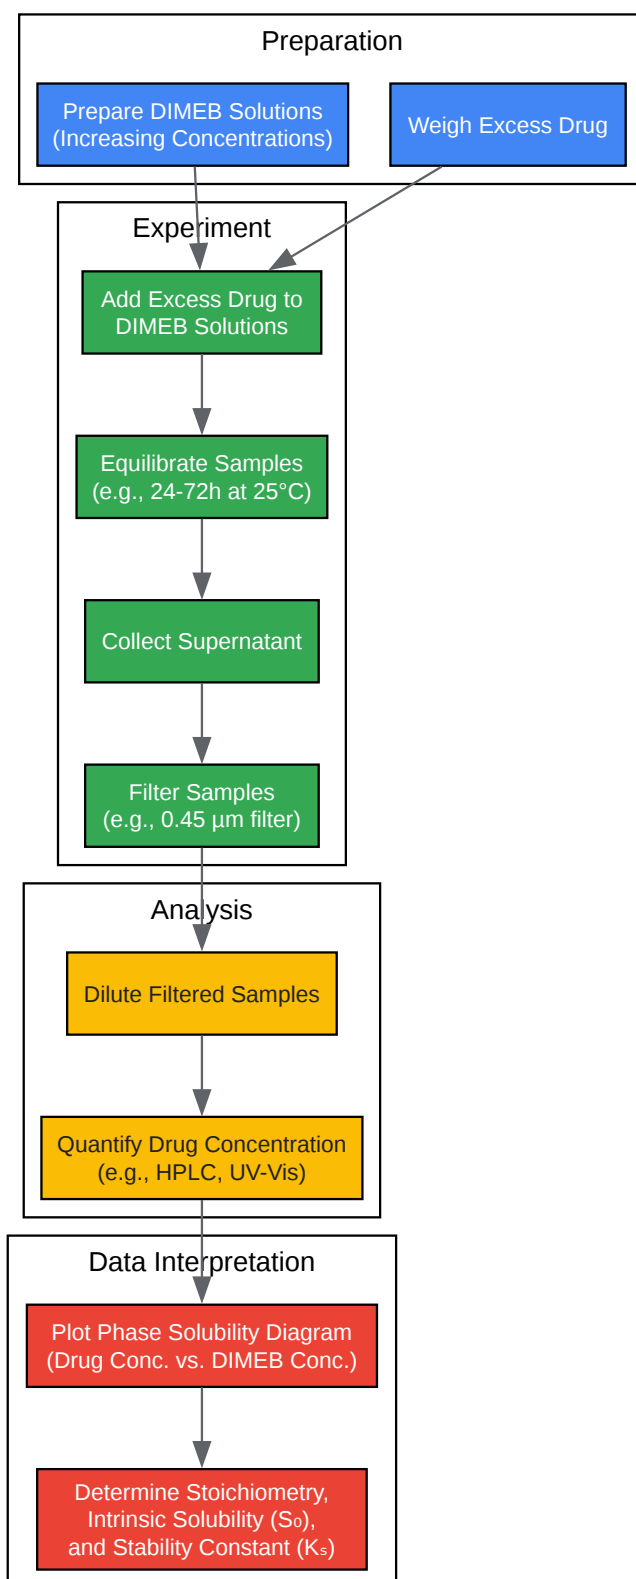 Preparation
Prepare DIMEB Solutions
(Increasing Concentrations)
Weigh Excess Drug
Experiment
Add Excess Drug to
DIMEB Solutions
Equilibrate Samples
(e.g., 24-72h at 25°C)
Collect Supernatant
Filter Samples
(e.g., 0.45 µm filter)
Analysis
Dilute Filtered Samples
Quantify Drug Concentration
(e.g., HPLC, UV-Vis)
Data Interpretation
Plot Phase Solubility Diagram
(Drug Conc. vs. DIMEB Conc.)
Determine Stoichiometry,
Intrinsic Solubility (S₀),
and Stability Constant (Kₛ)